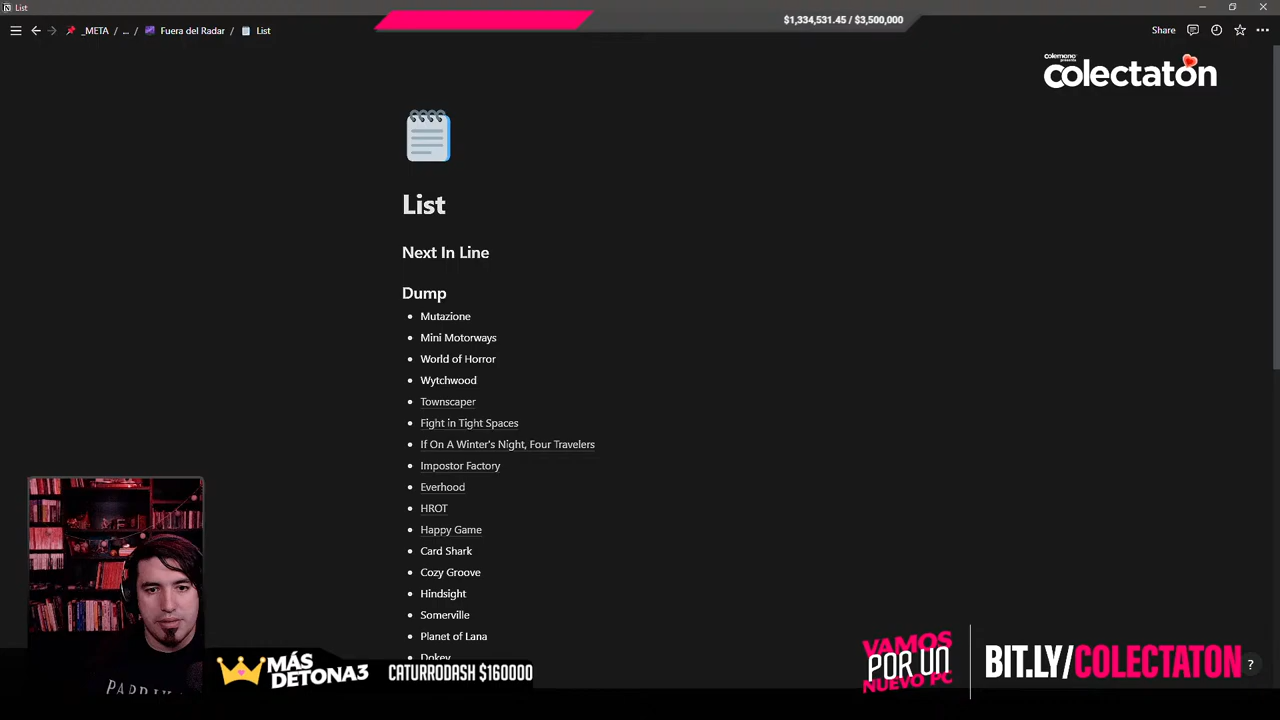 List
$1,334,531.45 / $3,500,000
_META / ... / Fuera del Radar / List
Share
colemono
presents
colectatón
List
Next In Line
Dump
Mutazione
Mini Motorways
World of Horror
Wytchwood
Townscaper
Fight in Tight Spaces
If On A Winter's Night, Four Travelers
Impostor Factory
Everhood
HROT
Happy Game
Card Shark
Cozy Groove
Hindsight
Somerville
Planet of Lana
Dokev
MÁS
DETONA3
CATURRODASH $160000
VAMOS
POR UN
NUEVO PC
BIT.LY/COLECTATON
?